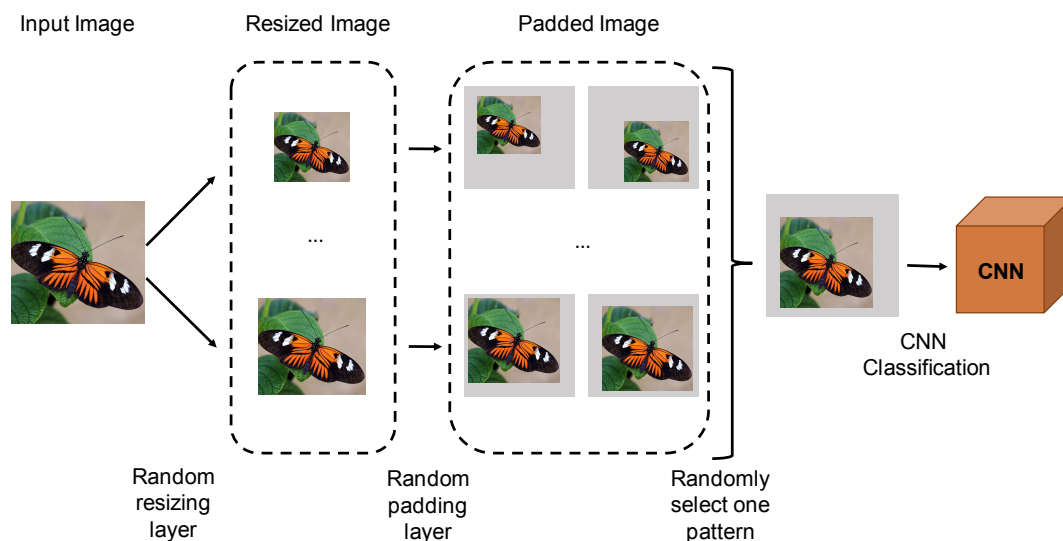 Input Image
Resized Image
Padded Image
...
...
CNN
CNN
Classification
Random
resizing
layer
Random
padding
layer
Randomly
select one
pattern